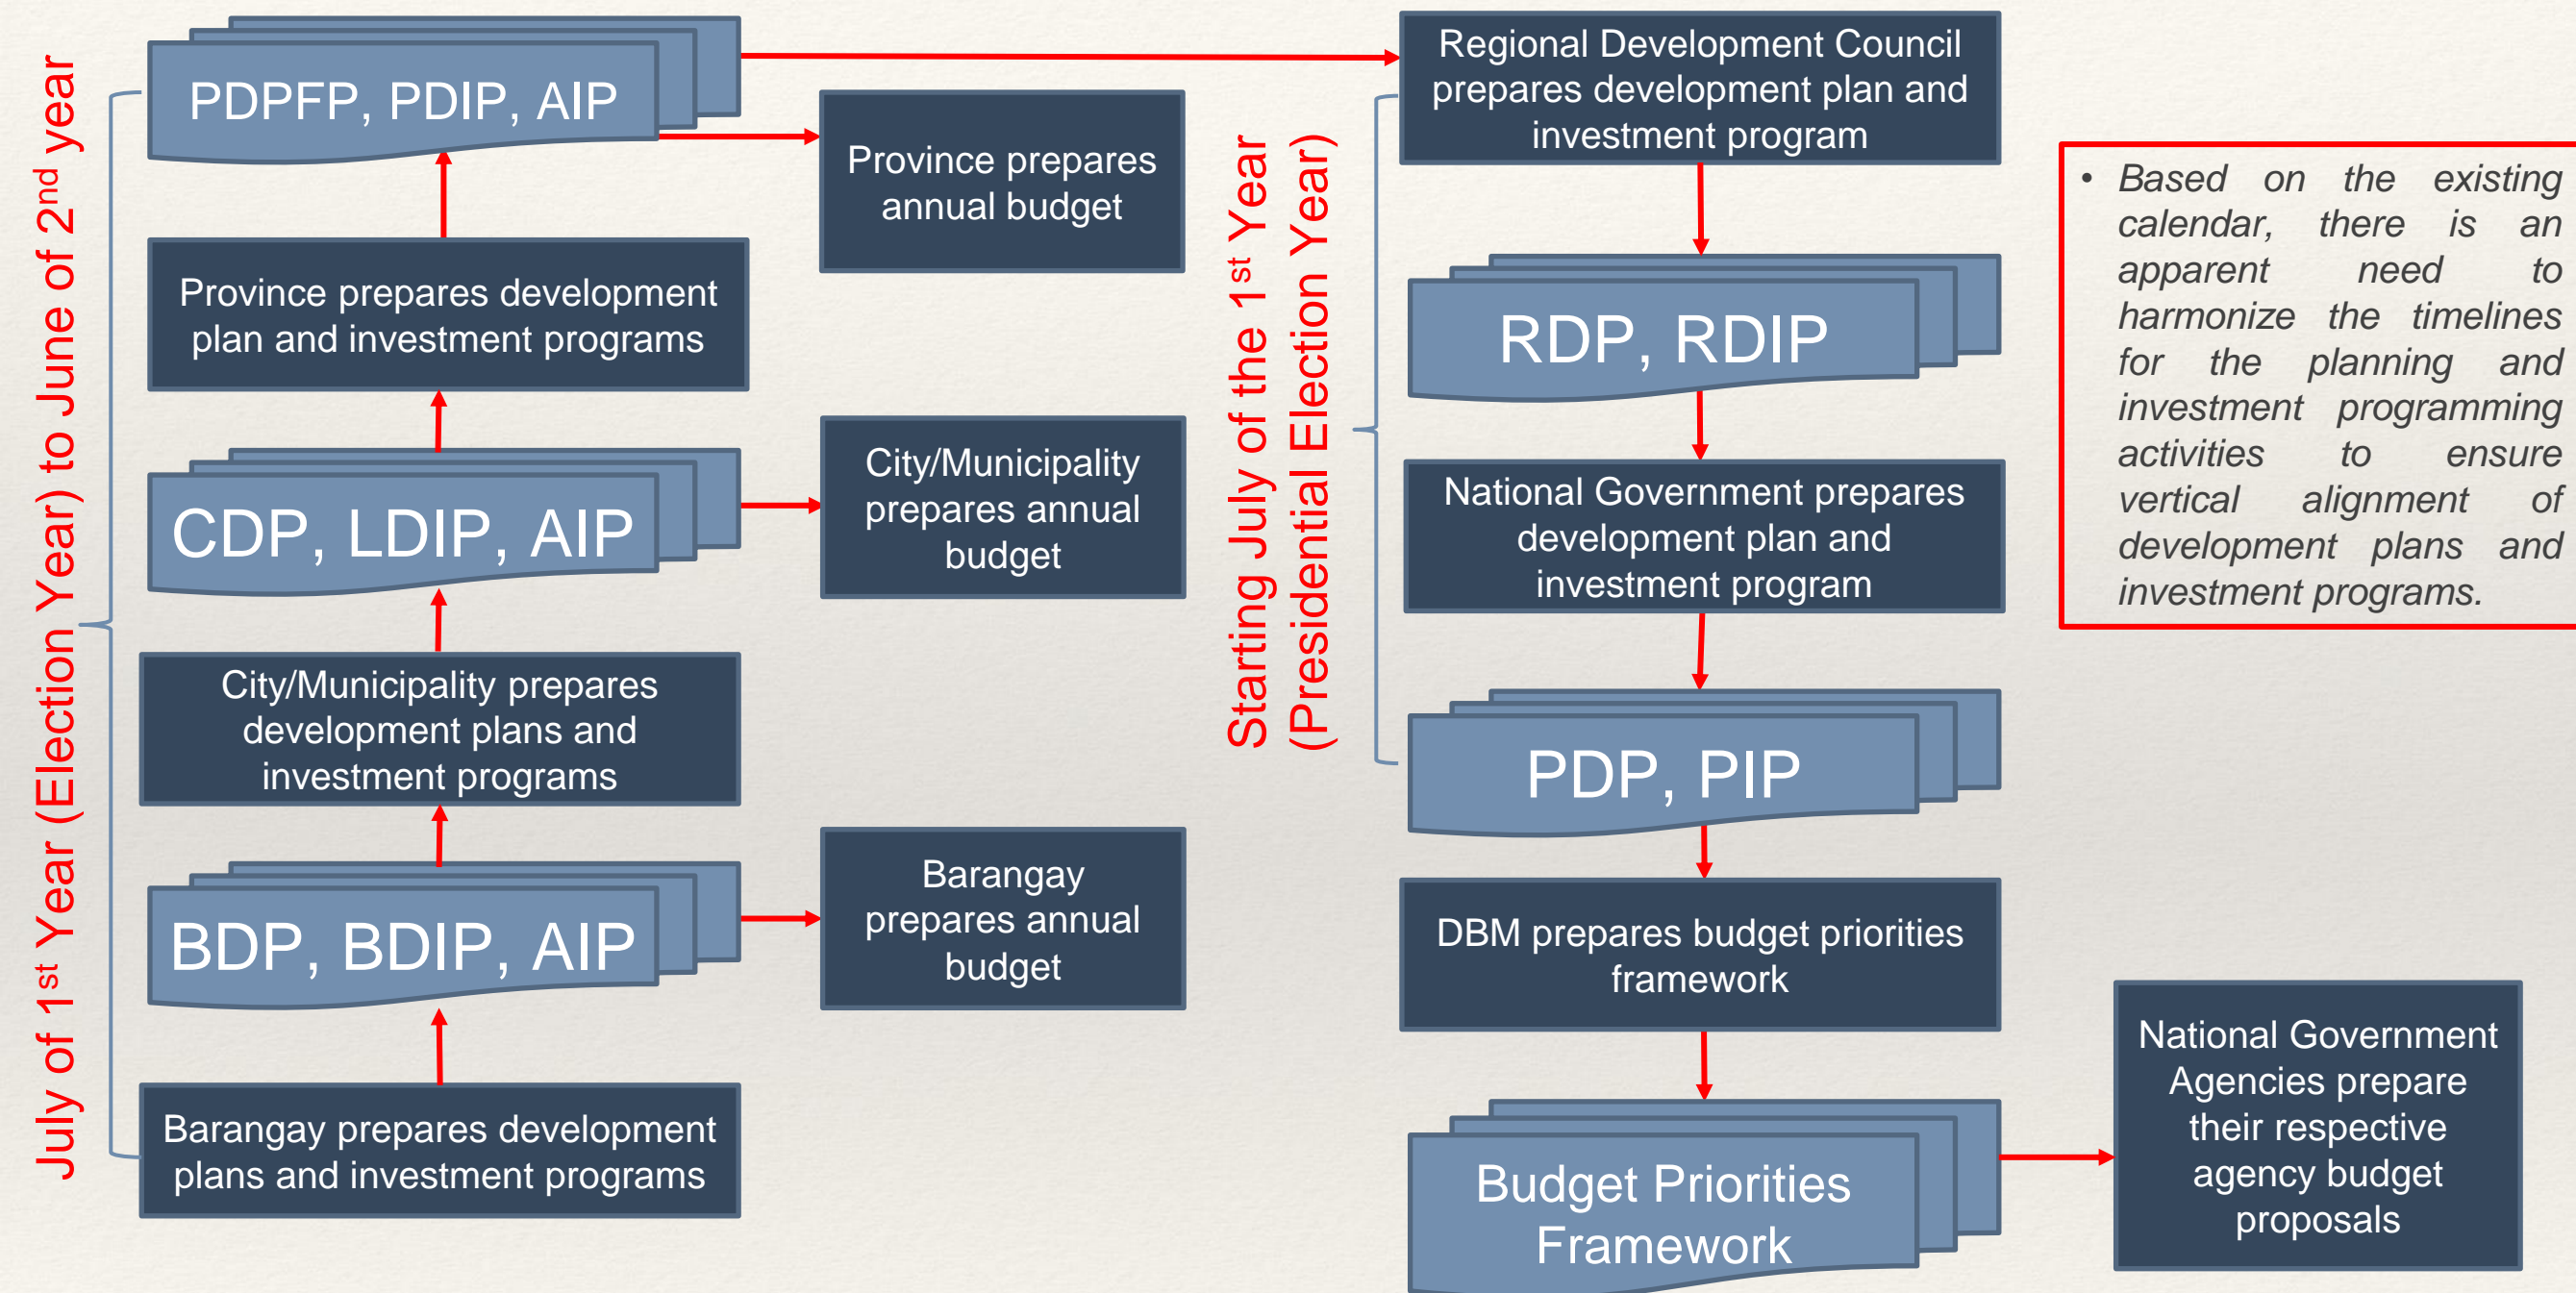 July of 1st Year (Election Year) to June of 2nd year
PDPFP, PDIP, AIP
Province prepares
annual budget
Province prepares development
plan and investment programs
CDP, LDIP, AIP
City/Municipality
prepares annual
budget
City/Municipality prepares
development plans and
investment programs
BDP, BDIP, AIP
Barangay
prepares annual
budget
Barangay prepares development
plans and investment programs
Starting July of the 1st Year
(Presidential Election Year)
Regional Development Council
prepares development plan and
investment program
RDP, RDIP
National Government prepares
development plan and
investment program
PDP, PIP
DBM prepares budget priorities
framework
Budget Priorities
Framework
National Government
Agencies prepare
their respective
agency budget
proposals
• Based on the existing
calendar, there is an
apparent need to
harmonize the timelines
for the planning and
investment programming
activities to ensure
vertical alignment of
development plans and
investment programs.